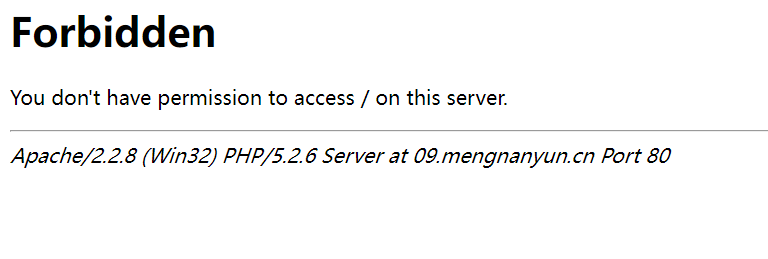 Forbidden
You don't have permission to access / on this server.
Apache/2.2.8 (Win32) PHP/5.2.6 Server at 09.mengnanyun.cn Port 80